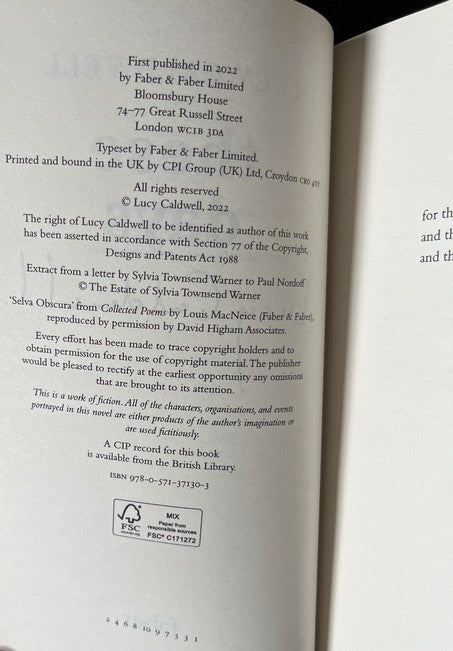 First published in 2022
by Faber & Faber Limited
Bloomsbury House
74–77 Great Russell Street
London WC1B 3DA
Typeset by Faber & Faber Limited.
Printed and bound in the UK by CPI Group (UK) Ltd, Croydon CR0 4YY
All rights reserved
© Lucy Caldwell, 2022
The right of Lucy Caldwell to be identified as author of this work
has been asserted in accordance with Section 77 of the Copyright,
Designs and Patents Act 1988
Extract from a letter by Sylvia Townsend Warner to Paul Nordoff
© The Estate of Sylvia Townsend Warner
‘Selva Obscura’ from Collected Poems by Louis MacNeice (Faber & Faber),
reproduced by permission by David Higham Associates.
Every effort has been made to trace copyright holders and to
obtain permission for the use of copyright material. The publisher
would be pleased to rectify at the earliest opportunity any omissions
that are brought to its attention.
This is a work of fiction. All of the characters, organisations, and events
portrayed in this novel are either products of the author’s imagination or
are used fictitiously.
A CIP record for this book
is available from the British Library.
ISBN 978–0–571–37130–3
FSC
www.fsc.org
MIX
Paper from
responsible sources
FSC® C171272
2 4 6 8 10 9 7 5 3 1
for th
and th
and th